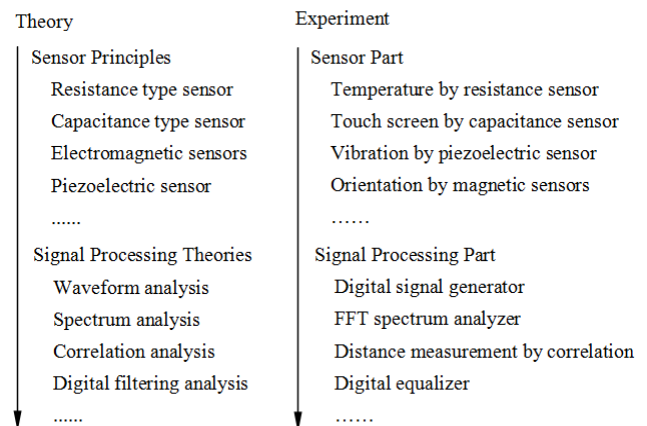 Theory
Sensor Principles
Resistance type sensor
Capacitance type sensor
Electromagnetic sensors
Piezoelectric sensor
......
Signal Processing Theories
Waveform analysis
Spectrum analysis
Correlation analysis
Digital filtering analysis
......
Experiment
Sensor Part
Temperature by resistance sensor
Touch screen by capacitance sensor
Vibration by piezoelectric sensor
Orientation by magnetic sensors
……
Signal Processing Part
Digital signal generator
FFT spectrum analyzer
Distance measurement by correlation
Digital equalizer
……